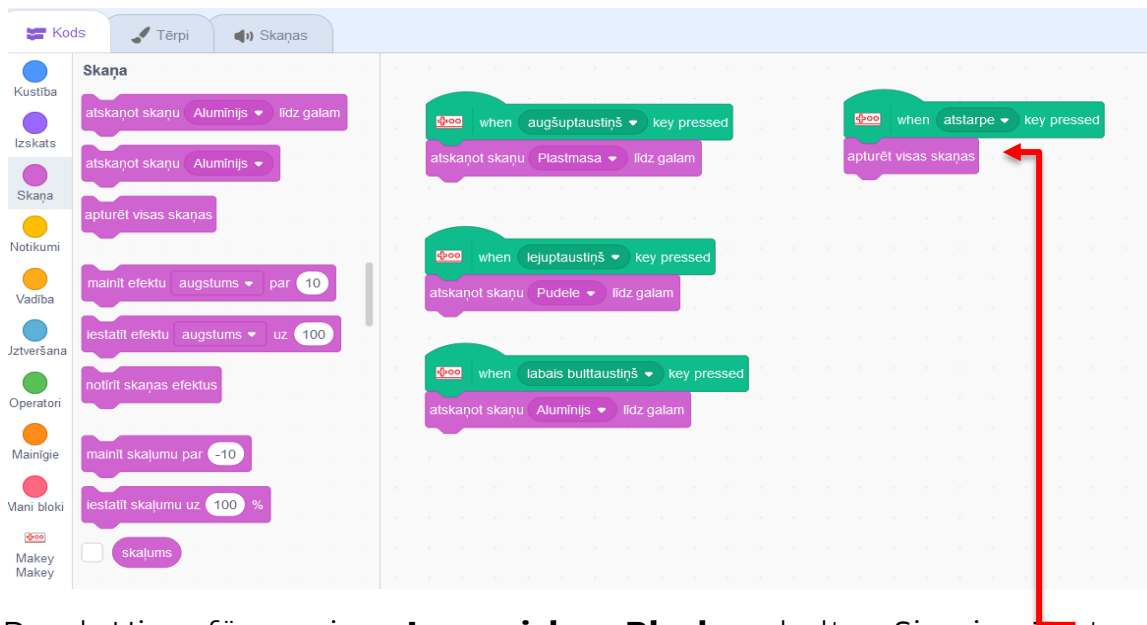 Kods
Tērpi
Skaņas
Kustība
Izskats
Skaņa
Notikumi
Vadība
Uztveršana
Operatori
Mainīgie
Mani bloki
Makey
Makey
Skaņa
atskaņot skaņu Alumīnijs līdz galam
atskaņot skaņu Alumīnijs
apturēt visas skaņas
mainīt efektu augstums par 10
iestatīt efektu augstums uz 100
notīrīt skaņas efektus
mainīt skaļumu par -10
iestatīt skaļumu uz 100 %
skaļums
when augšuptaustiņš key pressed
atskaņot skaņu Plastmasa līdz galam
when lejuptaustiņš key pressed
atskaņot skaņu Pudele līdz galam
when labais bulttaustiņš key pressed
atskaņot skaņu Alumīnijs līdz galam
when atstarpe key pressed
apturēt visas skaņas